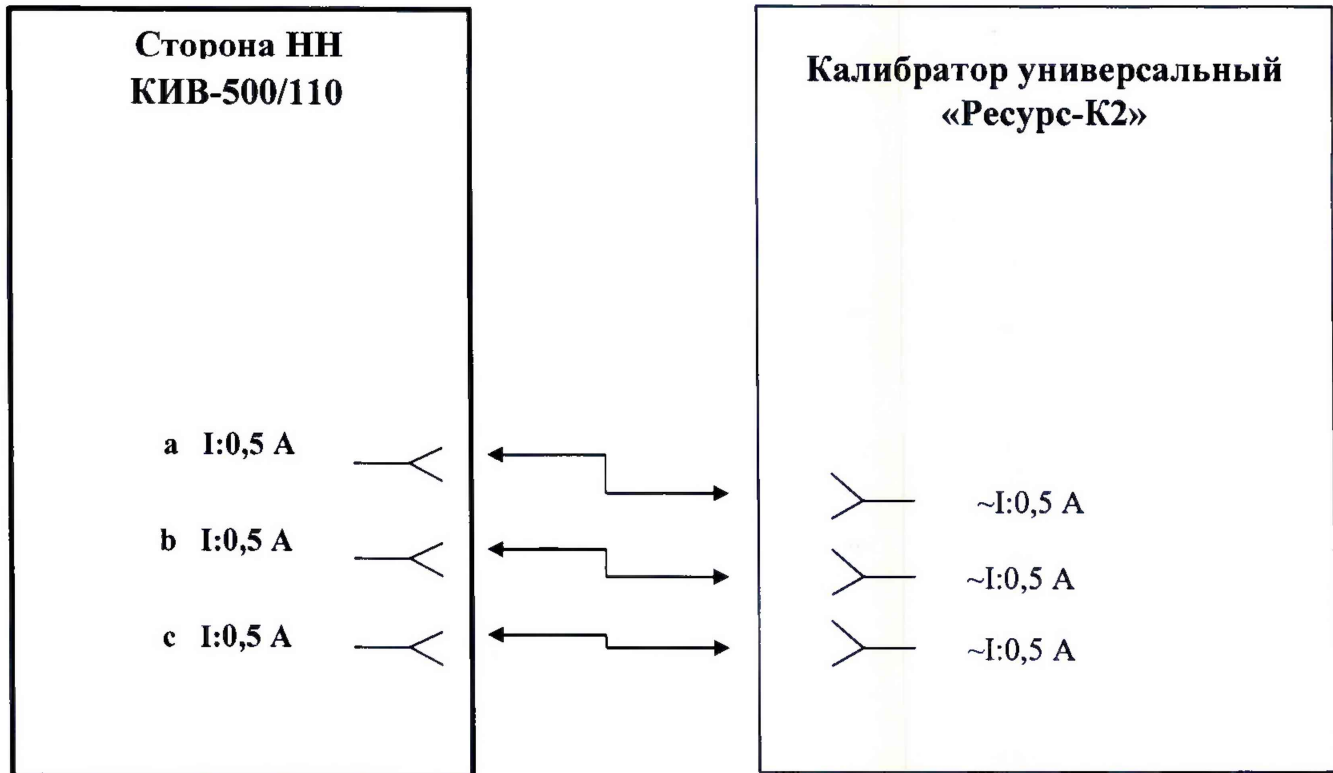 Сторона НН
КИВ-500/110
Калибратор универсальный
«Ресурс-К2»
a I:0,5 А
b I:0,5 А
c I:0,5 А
~I:0,5 А
~I:0,5 А
~I:0,5 А